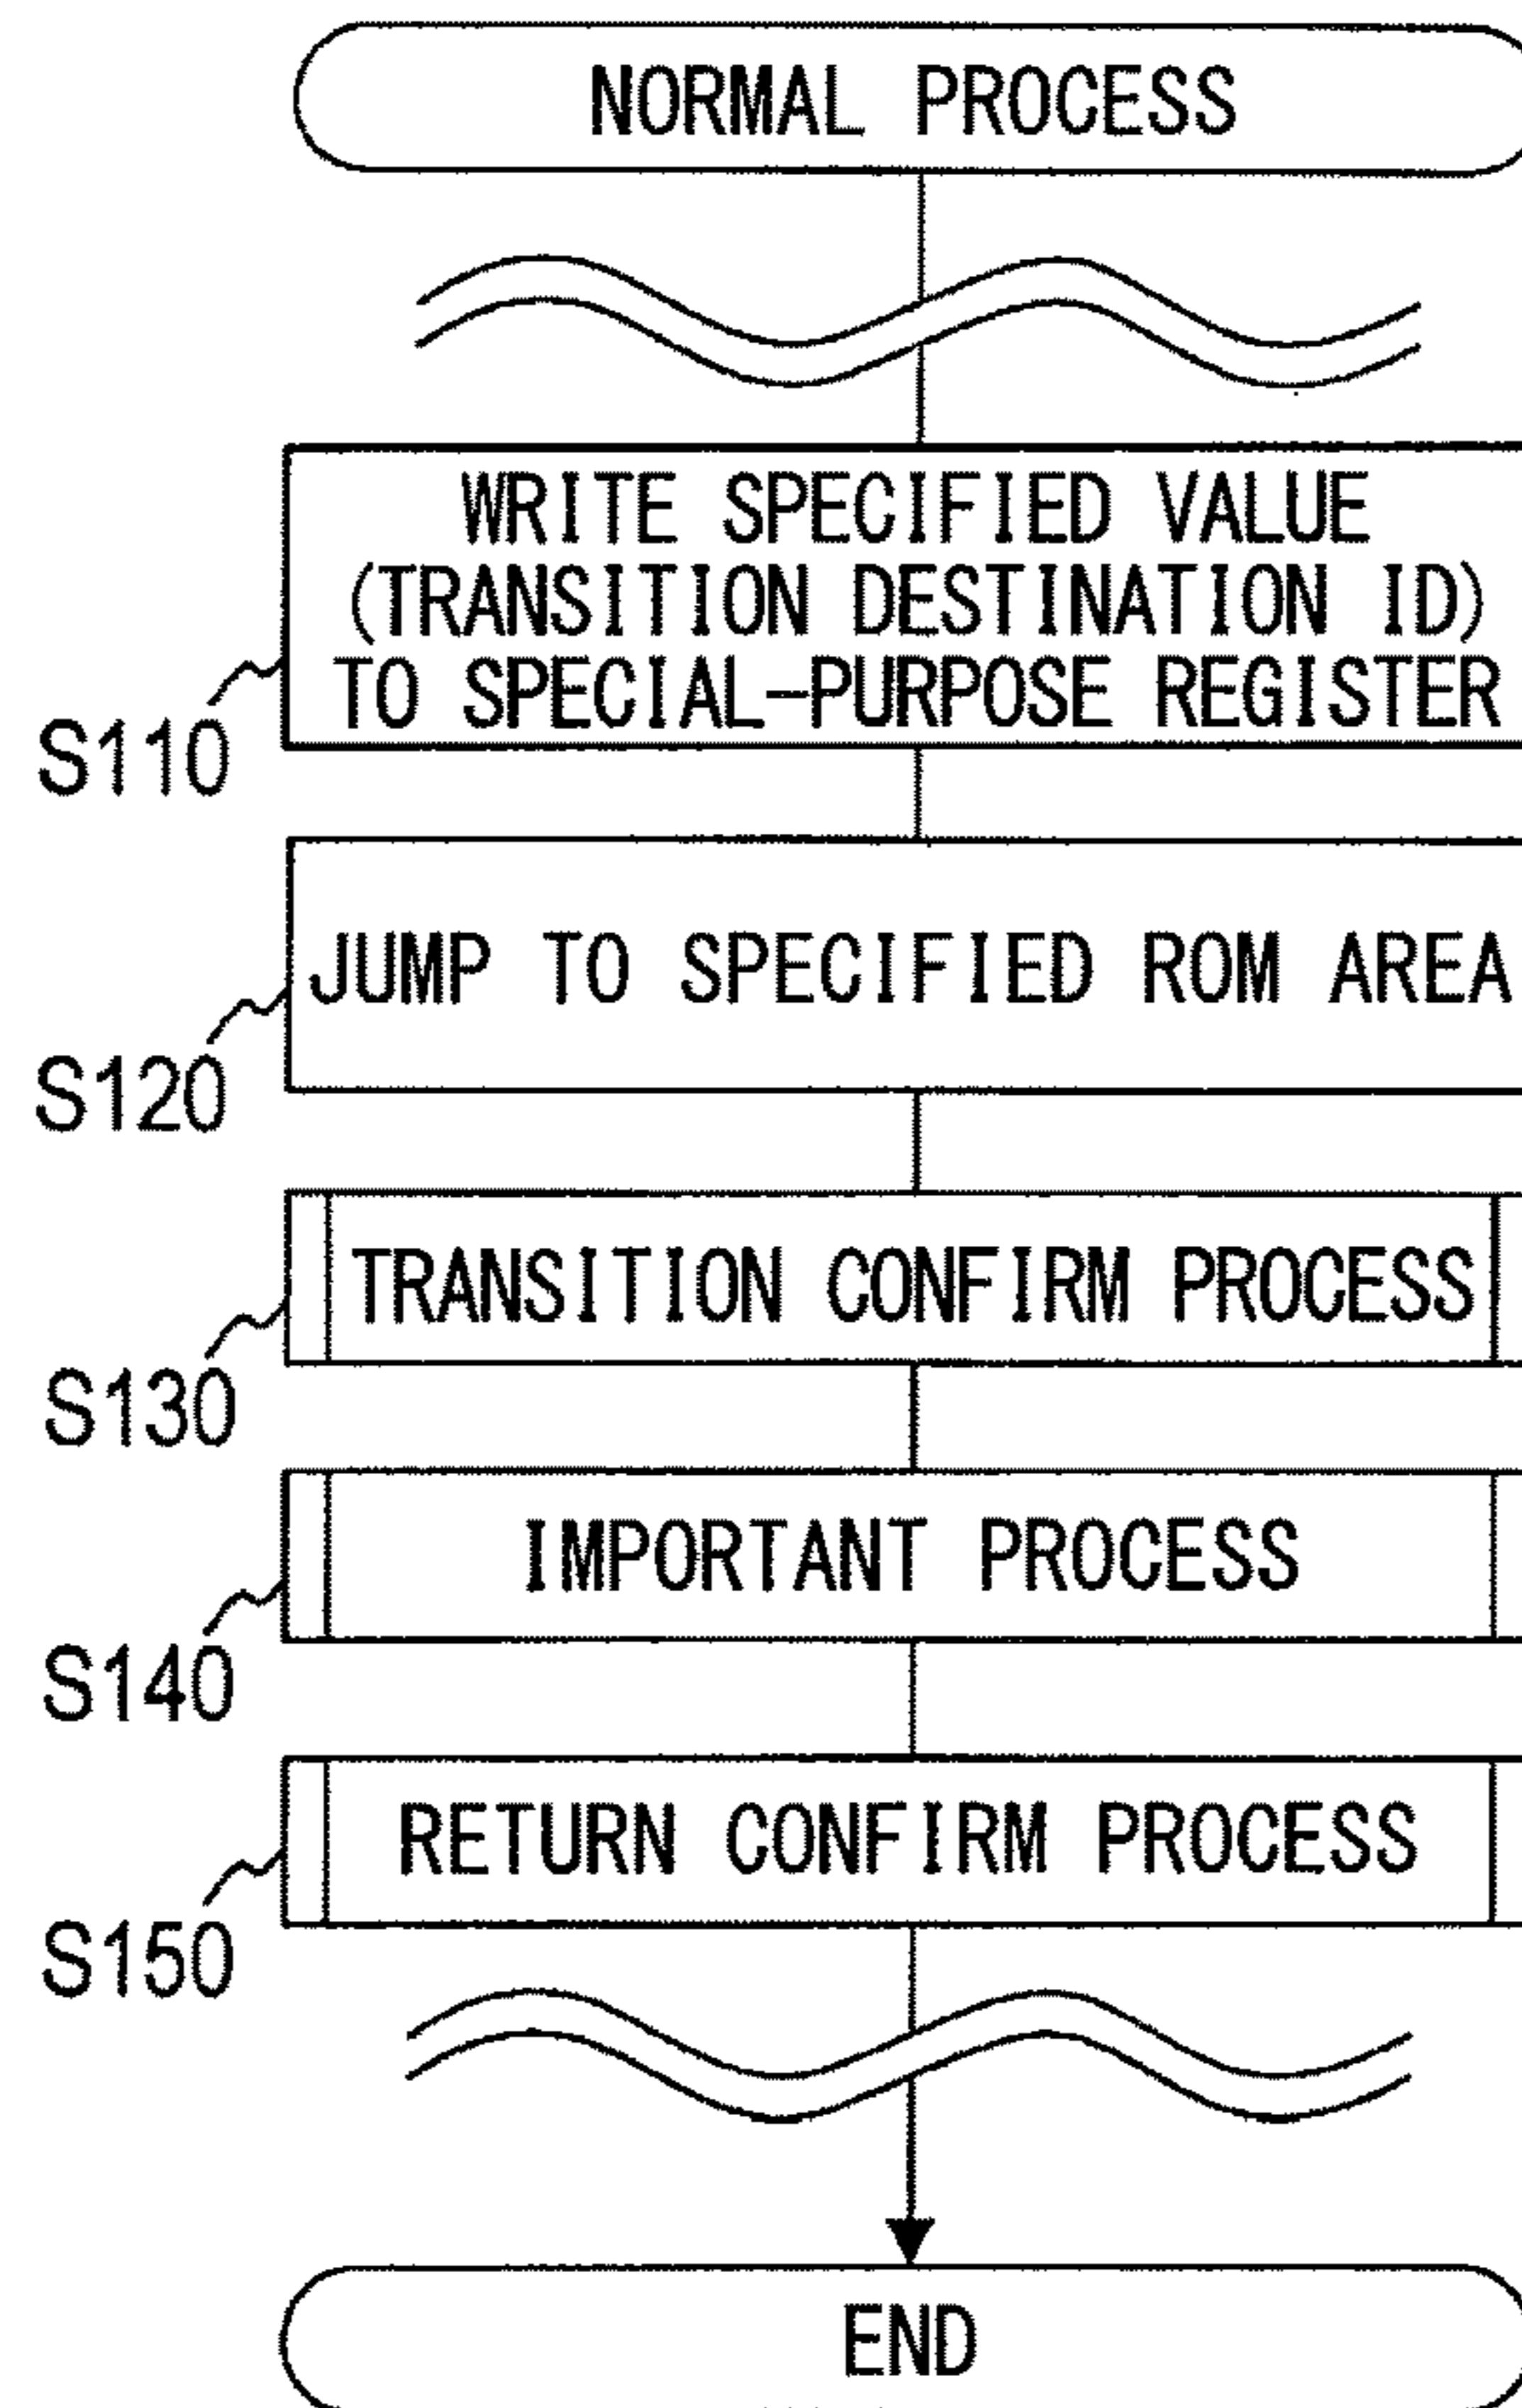 NORMAL PROCESS
WRITE SPECIFIED VALUE
(TRANSITION DESTINATION ID)
TO SPECIAL-PURPOSE REGISTER
S110
JUMP TO SPECIFIED ROM AREA
S120
TRANSITION CONFIRM PROCESS
S130
IMPORTANT PROCESS
S140
RETURN CONFIRM PROCESS
S150
END